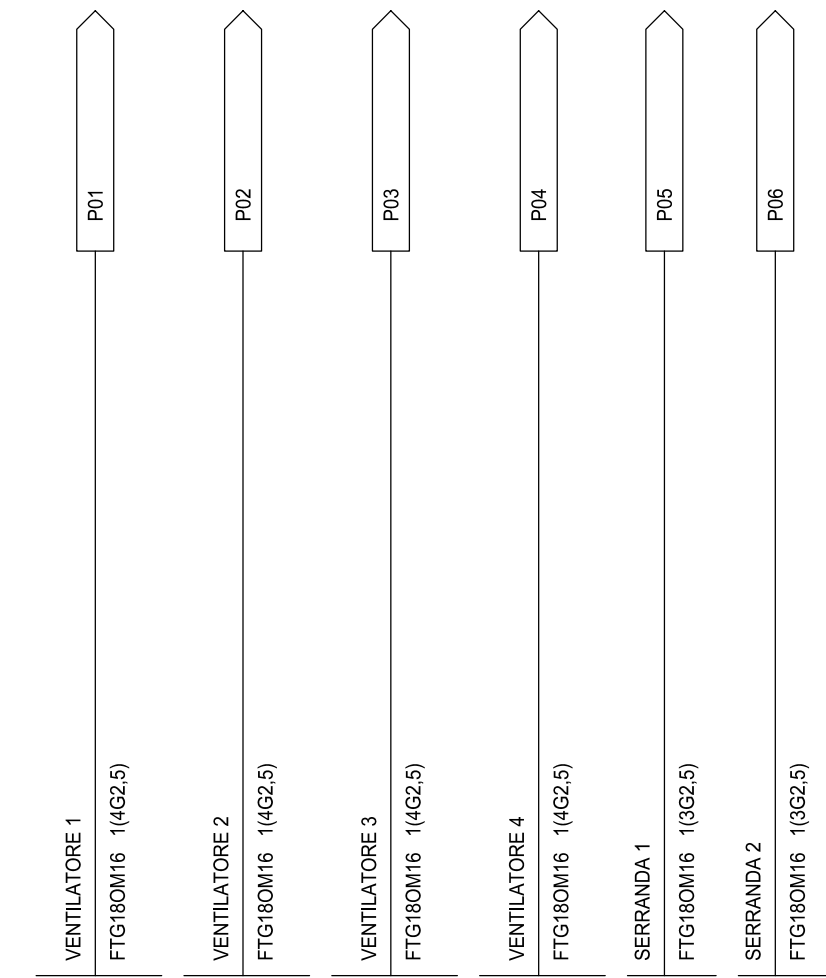 P01
P02
P03
P04
P05
P06
VENTILATORE 1
FTG18OM16 1(4G2,5)
VENTILATORE 2
FTG18OM16 1(4G2,5)
VENTILATORE 3
FTG18OM16 1(4G2,5)
VENTILATORE 4
FTG18OM16 1(4G2,5)
SERRANDA 1
FTG18OM16 1(3G2,5)
SERRANDA 2
FTG18OM16 1(3G2,5)